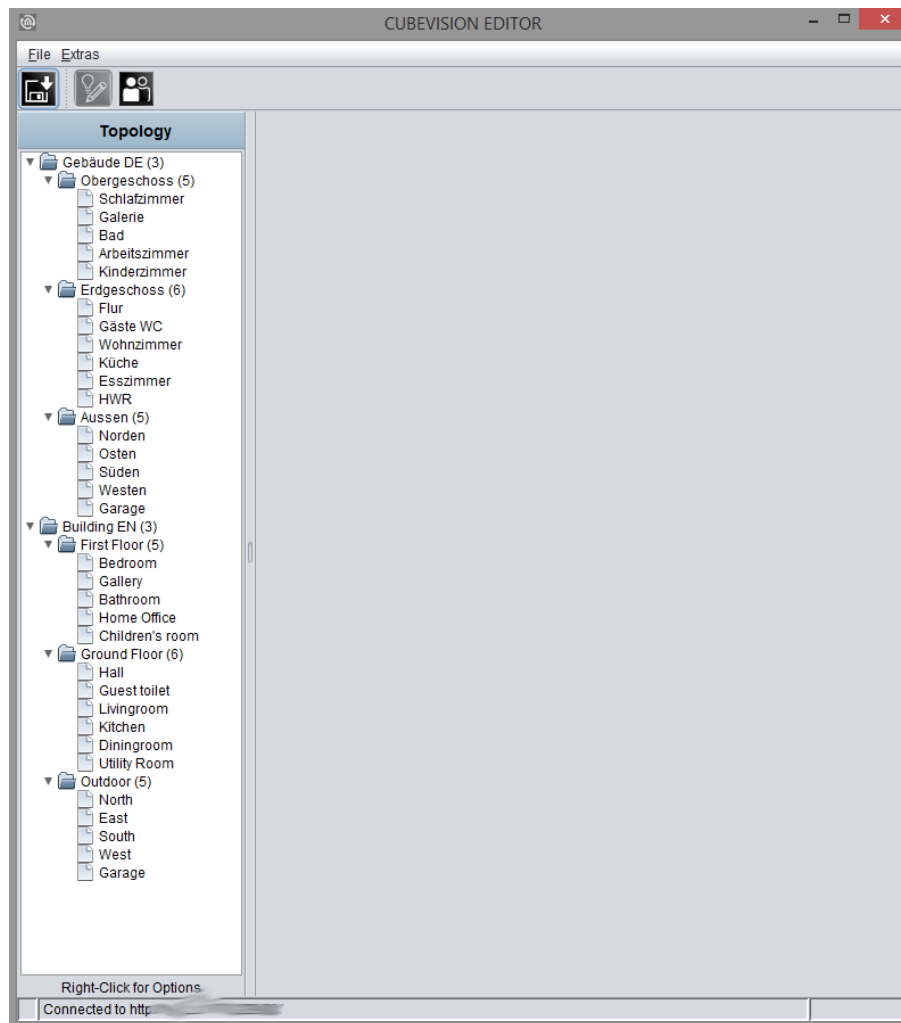 CUBEVISION EDITOR
File Extras
Topology
Gebäude DE (3)
Obergeschoss (5)
Schlafzimmer
Galerie
Bad
Arbeitszimmer
Kinderzimmer
Erdgeschoss (6)
Flur
Gäste WC
Wohnzimmer
Küche
Esszimmer
HWR
Aussen (5)
Norden
Osten
Süden
Westen
Garage
Building EN (3)
First Floor (5)
Bedroom
Gallery
Bathroom
Home Office
Children's room
Ground Floor (6)
Hall
Guest toilet
Livingroom
Kitchen
Diningroom
Utility Room
Outdoor (5)
North
East
South
West
Garage
Right-Click for Options
Connected to http